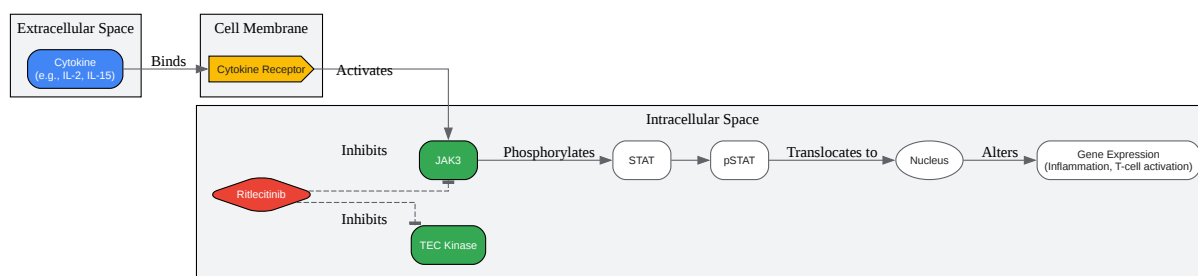 Extracellular Space
Cell Membrane
Cytokine
(e.g., IL-2, IL-15)
Binds
Cytokine Receptor
Activates
Intracellular Space
Inhibits
JAK3
Phosphorylates
STAT
pSTAT
Translocates to
Nucleus
Alters
Gene Expression
(Inflammation, T-cell activation)
Ritlecitinib
Inhibits
TEC Kinase